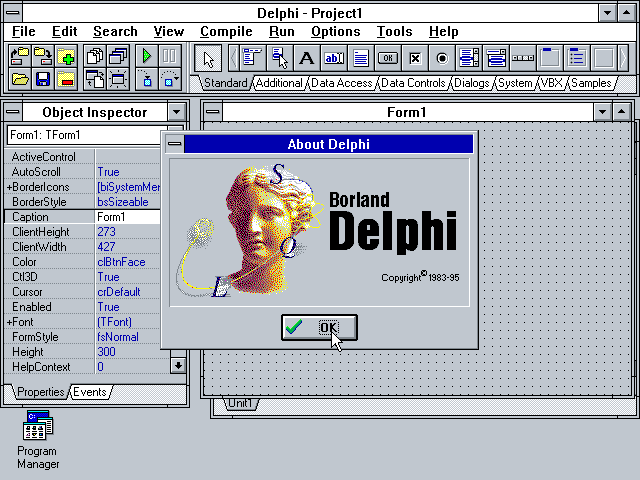 Delphi - Project1
File Edit Search Compile Run Options Tools Help
A ab OK
Standard Additional Data Access Data Controls Dialogs System VBX Samples
Object Inspector
Form1: TForm1
ActiveControl
AutoScroll True
+BorderIcons [biSystemMen
BorderStyle bsSizeable
Caption Form1
ClientHeight 273
ClientWidth 427
Color clBtnFace
Ctl3D True
Cursor crDefault
Enabled True
+Font (TFont)
FormStyle fsNormal
Height 300
HelpContext 0
Properties Events
Form1
About Delphi
S
Q
L
Borland
Delphi
Copyright© 1983-95
OK
Unit1
C:
Program
Manager